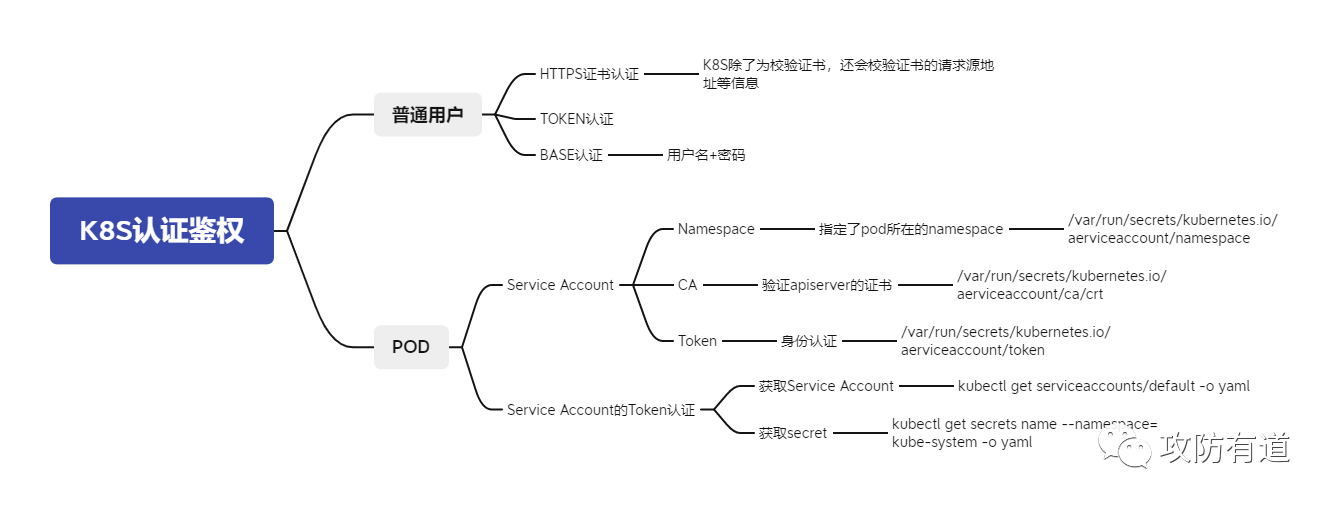 K8S认证鉴权
普通用户
HTTPS证书认证
K8S除了为校验证书，还会校验证书的请求源地
址等信息
TOKEN认证
BASE认证
用户名+密码
POD
Service Account
Namespace
指定了pod所在的namespace
/var/run/secrets/kubernetes.io/
aerviceaccount/namespace
CA
验证apiserver的证书
/var/run/secrets/kubernetes.io/
aerviceaccount/ca/crt
Token
身份认证
/var/run/secrets/kubernetes.io/
aerviceaccount/token
Service Account的Token认证
获取Service Account
kubectl get serviceaccounts/default -o yaml
获取secret
kubectl get secrets name --namespace=
kube-system -o yaml
攻防有道